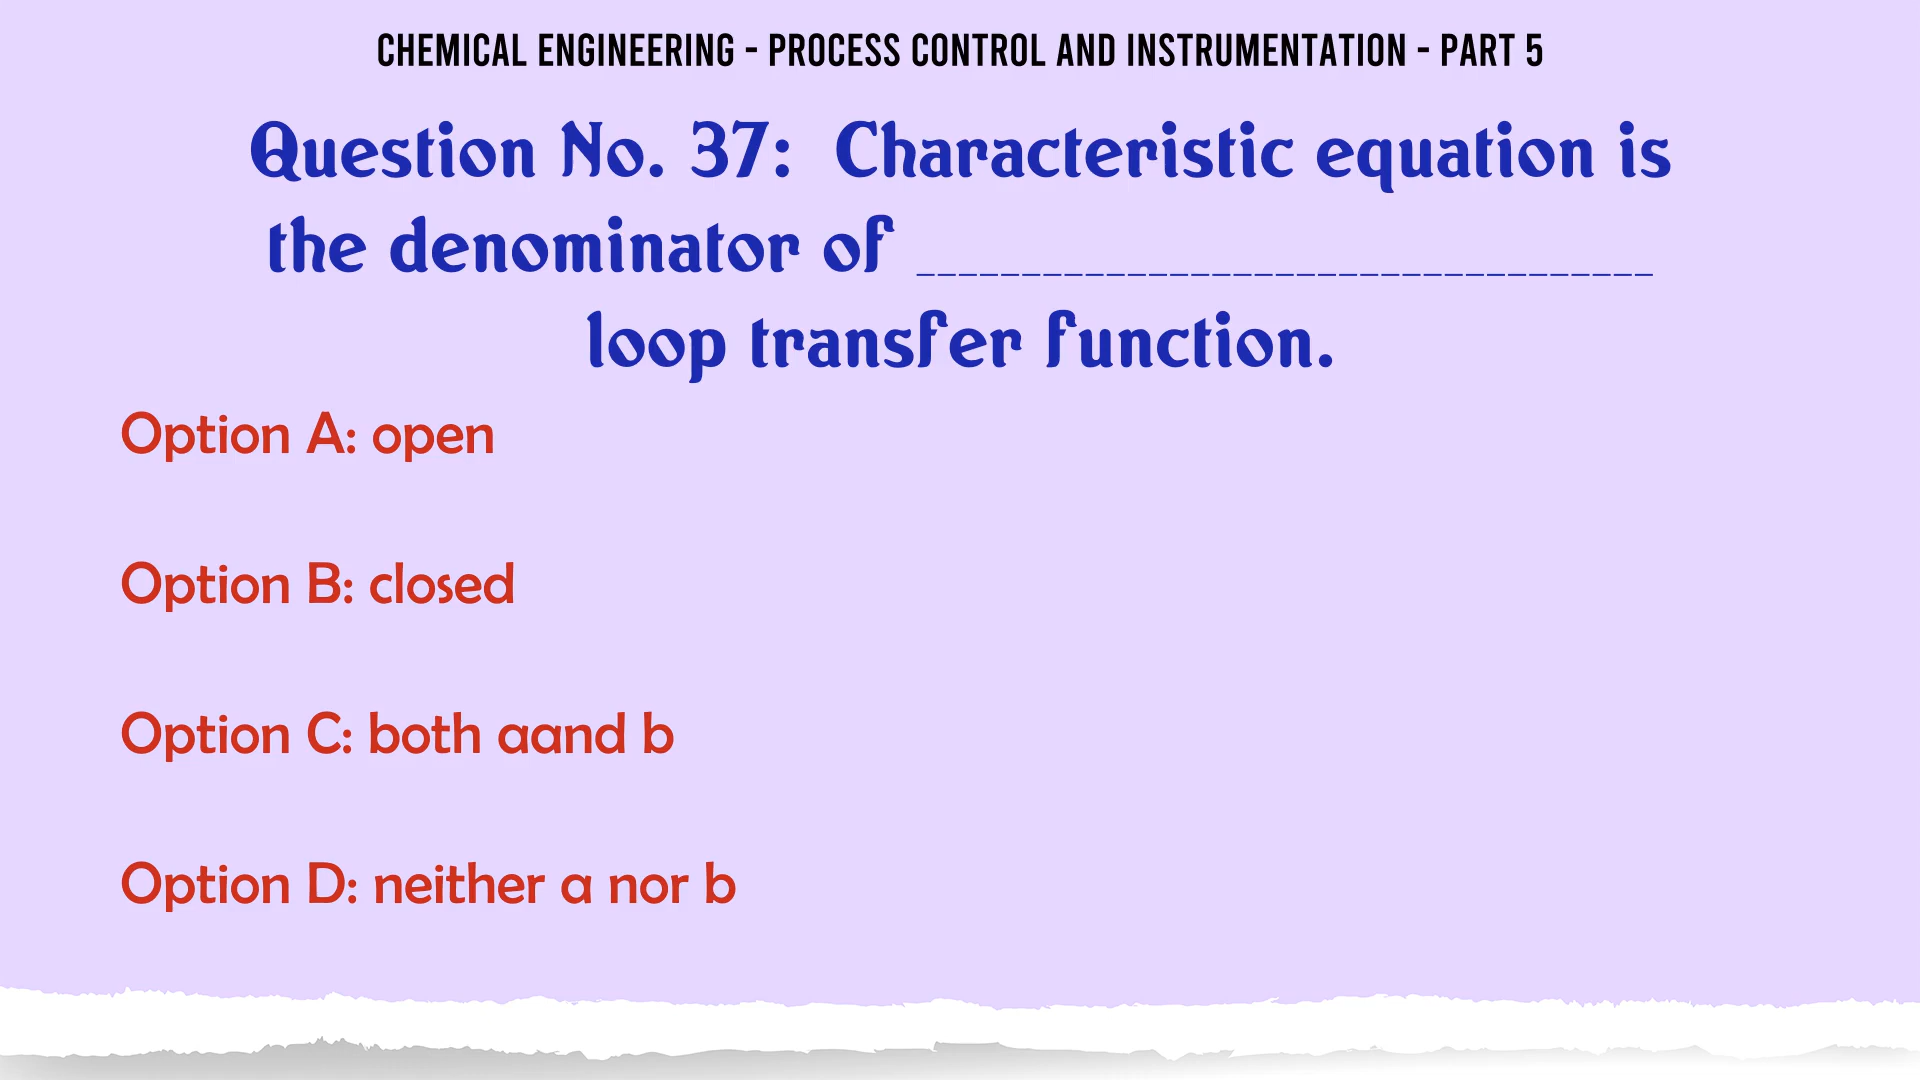 CHEMICAL ENGINEERING - PROCESS CONTROL AND INSTRUMENTATION - PART 5
Question No. 37: Characteristic equation is
the denominator of ___________________________________
loop transfer function.
Option A: open
Option B: closed
Option C: both aand b
Option D: neither a nor b